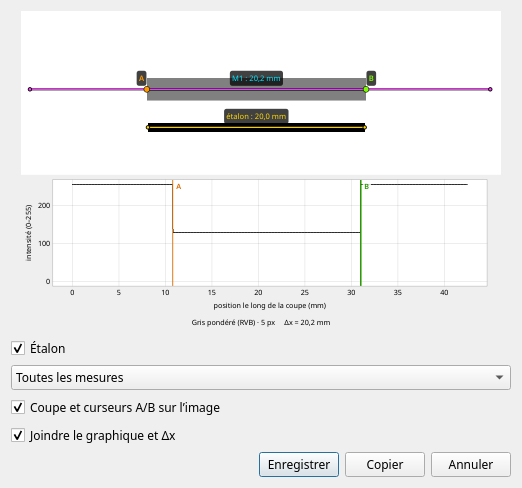 A
M1 : 20,2 mm
B
étalon : 20,0 mm
A
B
200
100
0
intensité (0-255)
0 5 10 15 20 25 30 35 40
position le long de la coupe (mm)
Gris pondéré (RVB) · 5 px Δx = 20,2 mm
Étalon
Toutes les mesures
Coupe et curseurs A/B sur l’image
Joindre le graphique et Δx
Enregistrer
Copier
Annuler